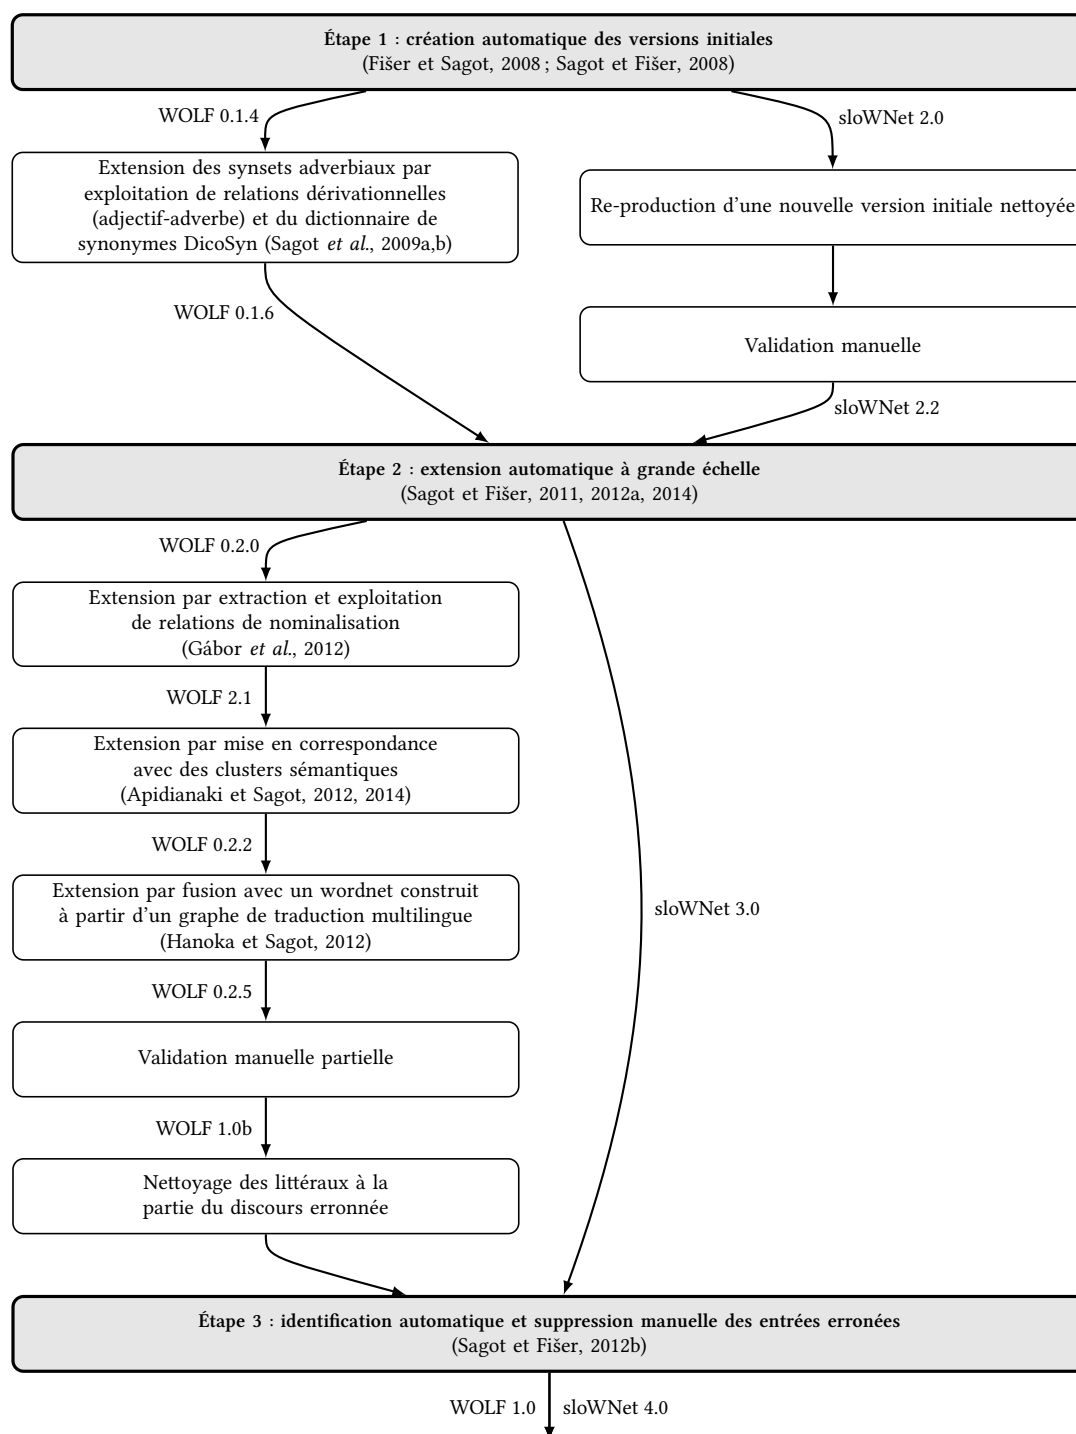 Étape 1 : création automatique des versions initiales
(Fišer et Sagot, 2008 ; Sagot et Fišer, 2008)
WOLF 0.1.4
sloWNet 2.0
Extension des synsets adverbiaux par
exploitation de relations dérivationnelles
(adjectif-adverbe) et du dictionnaire de
synonymes DicoSyn (Sagot et al., 2009a,b)
Re-production d'une nouvelle version initiale nettoyée
WOLF 0.1.6
Validation manuelle
sloWNet 2.2
Étape 2 : extension automatique à grande échelle
(Sagot et Fišer, 2011, 2012a, 2014)
WOLF 0.2.0
Extension par extraction et exploitation
de relations de nominalisation
(Gábor et al., 2012)
WOLF 2.1
Extension par mise en correspondance
avec des clusters sémantiques
(Apidianaki et Sagot, 2012, 2014)
WOLF 0.2.2
Extension par fusion avec un wordnet construit
à partir d'un graphe de traduction multilingue
(Hanoka et Sagot, 2012)
sloWNet 3.0
WOLF 0.2.5
Validation manuelle partielle
WOLF 1.0b
Nettoyage des littéraux à la
partie du discours erronnée
Étape 3 : identification automatique et suppression manuelle des entrées erronées
(Sagot et Fišer, 2012b)
WOLF 1.0
sloWNet 4.0